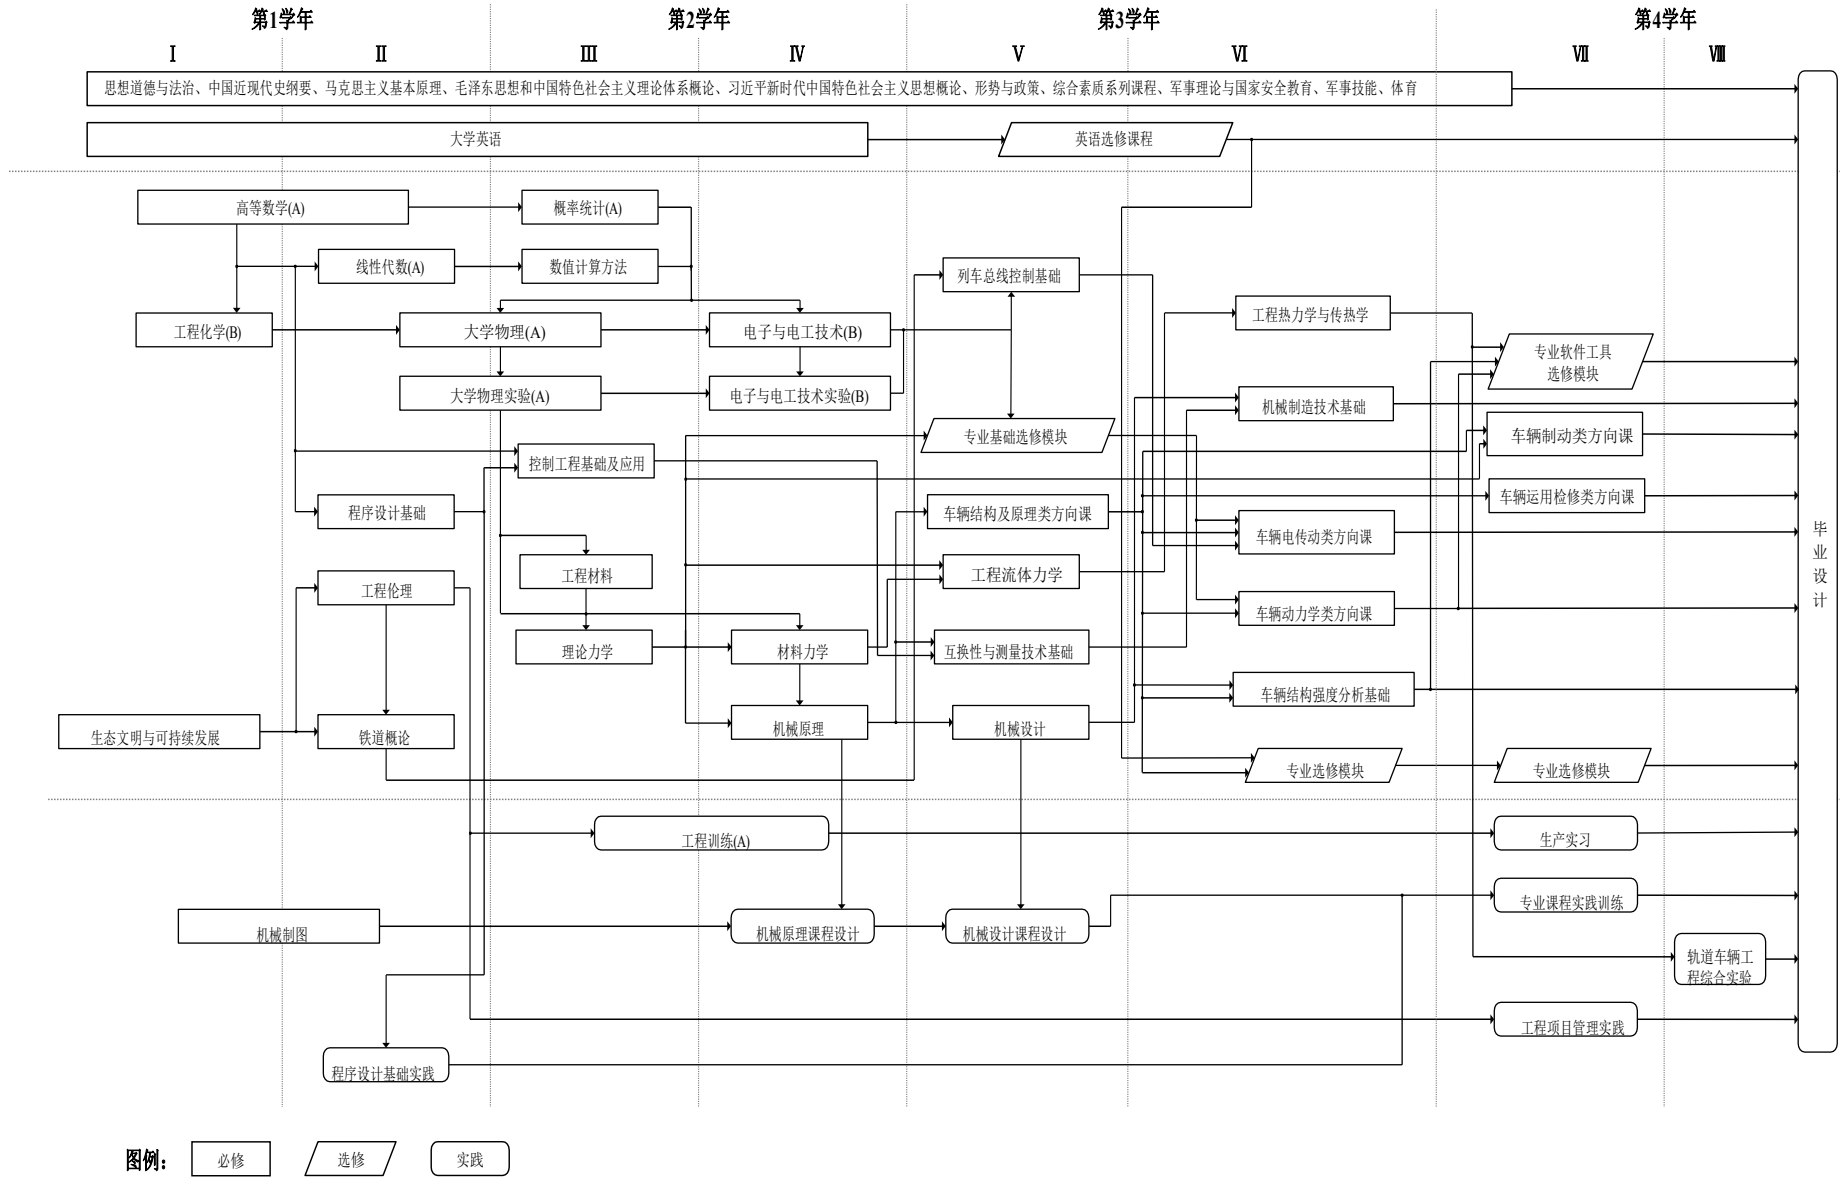 第1学年 第2学年 第3学年 第4学年
Ⅰ Ⅱ Ⅲ Ⅳ Ⅴ Ⅵ Ⅶ Ⅷ
思想道德与法治、中国近现代史纲要、马克思主义基本原理、毛泽东思想和中国特色社会主义理论体系概论、习近平新时代中国特色社会主义思想概论、形势与政策、综合素质系列课程、军事理论与国家安全教育、军事技能、体育
大学英语
英语选修课程
高等数学(A)
概率统计(A)
线性代数(A)
数值计算方法
列车总线控制基础
工程热力学与传热学
工程化学(B)
大学物理(A)
电子与电工技术(B)
专业软件工具
选修模块
大学物理实验(A)
电子与电工技术实验(B)
机械制造技术基础
专业基础选修模块
车辆制动类方向课
控制工程基础及应用
车辆运用检修类方向课
程序设计基础
车辆结构及原理类方向课
车辆电传动类方向课
工程材料
工程流体力学
工程伦理
车辆动力学类方向课
理论力学
材料力学
互换性与测量技术基础
车辆结构强度分析基础
生态文明与可持续发展
铁道概论
机械原理
机械设计
专业选修模块
专业选修模块
毕
业
设
计
工程训练(A)
生产实习
专业课程实践训练
机械制图
机械原理课程设计
机械设计课程设计
轨道车辆工
程综合实验
工程项目管理实践
程序设计基础实践
图例：
必修
选修
实践